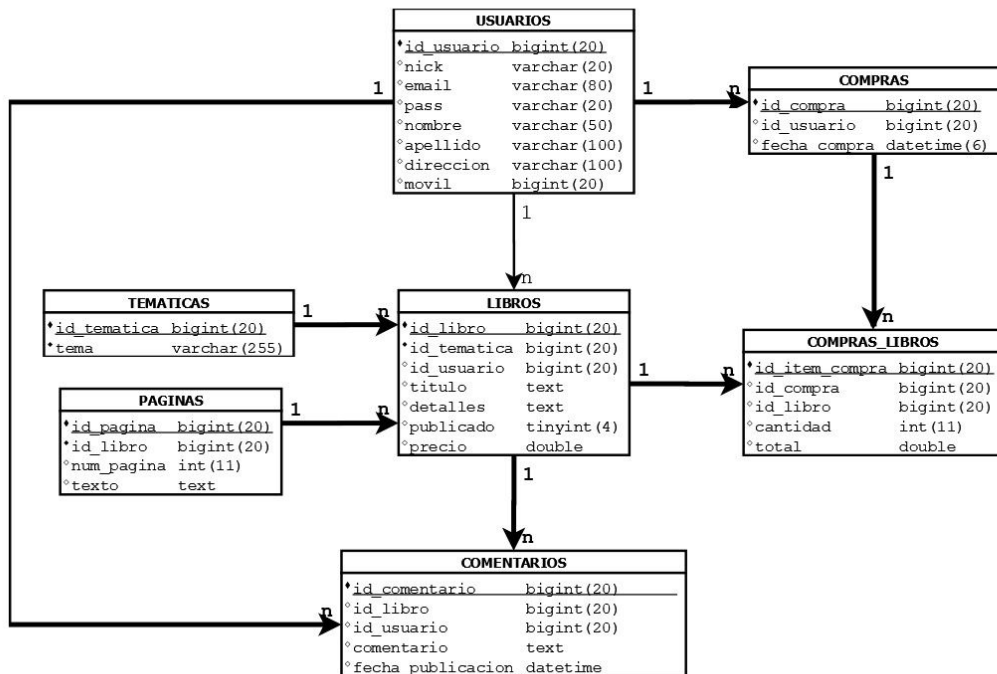 USUARIOS
id_usuario bigint(20)
nick varchar(20)
email varchar(80)
pass varchar(20)
nombre varchar(50)
apellido varchar(100)
direccion varchar(100)
movil bigint(20)
1
1
n
COMPRAS
id_compra bigint(20)
id_usuario bigint(20)
fecha_compra datetime(6)
1
1
n
n
TEMATICAS
id_tematica bigint(20)
tema varchar(255)
1
n
LIBROS
id_libro bigint(20)
id_tematica bigint(20)
id_usuario bigint(20)
titulo text
detalles text
publicado tinyint(4)
precio double
1
n
COMPRAS_LIBROS
id_item_compra bigint(20)
id_compra bigint(20)
id_libro bigint(20)
cantidad int(11)
total double
PAGINAS
id_pagina bigint(20)
id_libro bigint(20)
num_pagina int(11)
texto text
1
n
1
n
COMENTARIOS
id_comentario bigint(20)
id_libro bigint(20)
id_usuario bigint(20)
comentario text
fecha_publicacion datetime
n